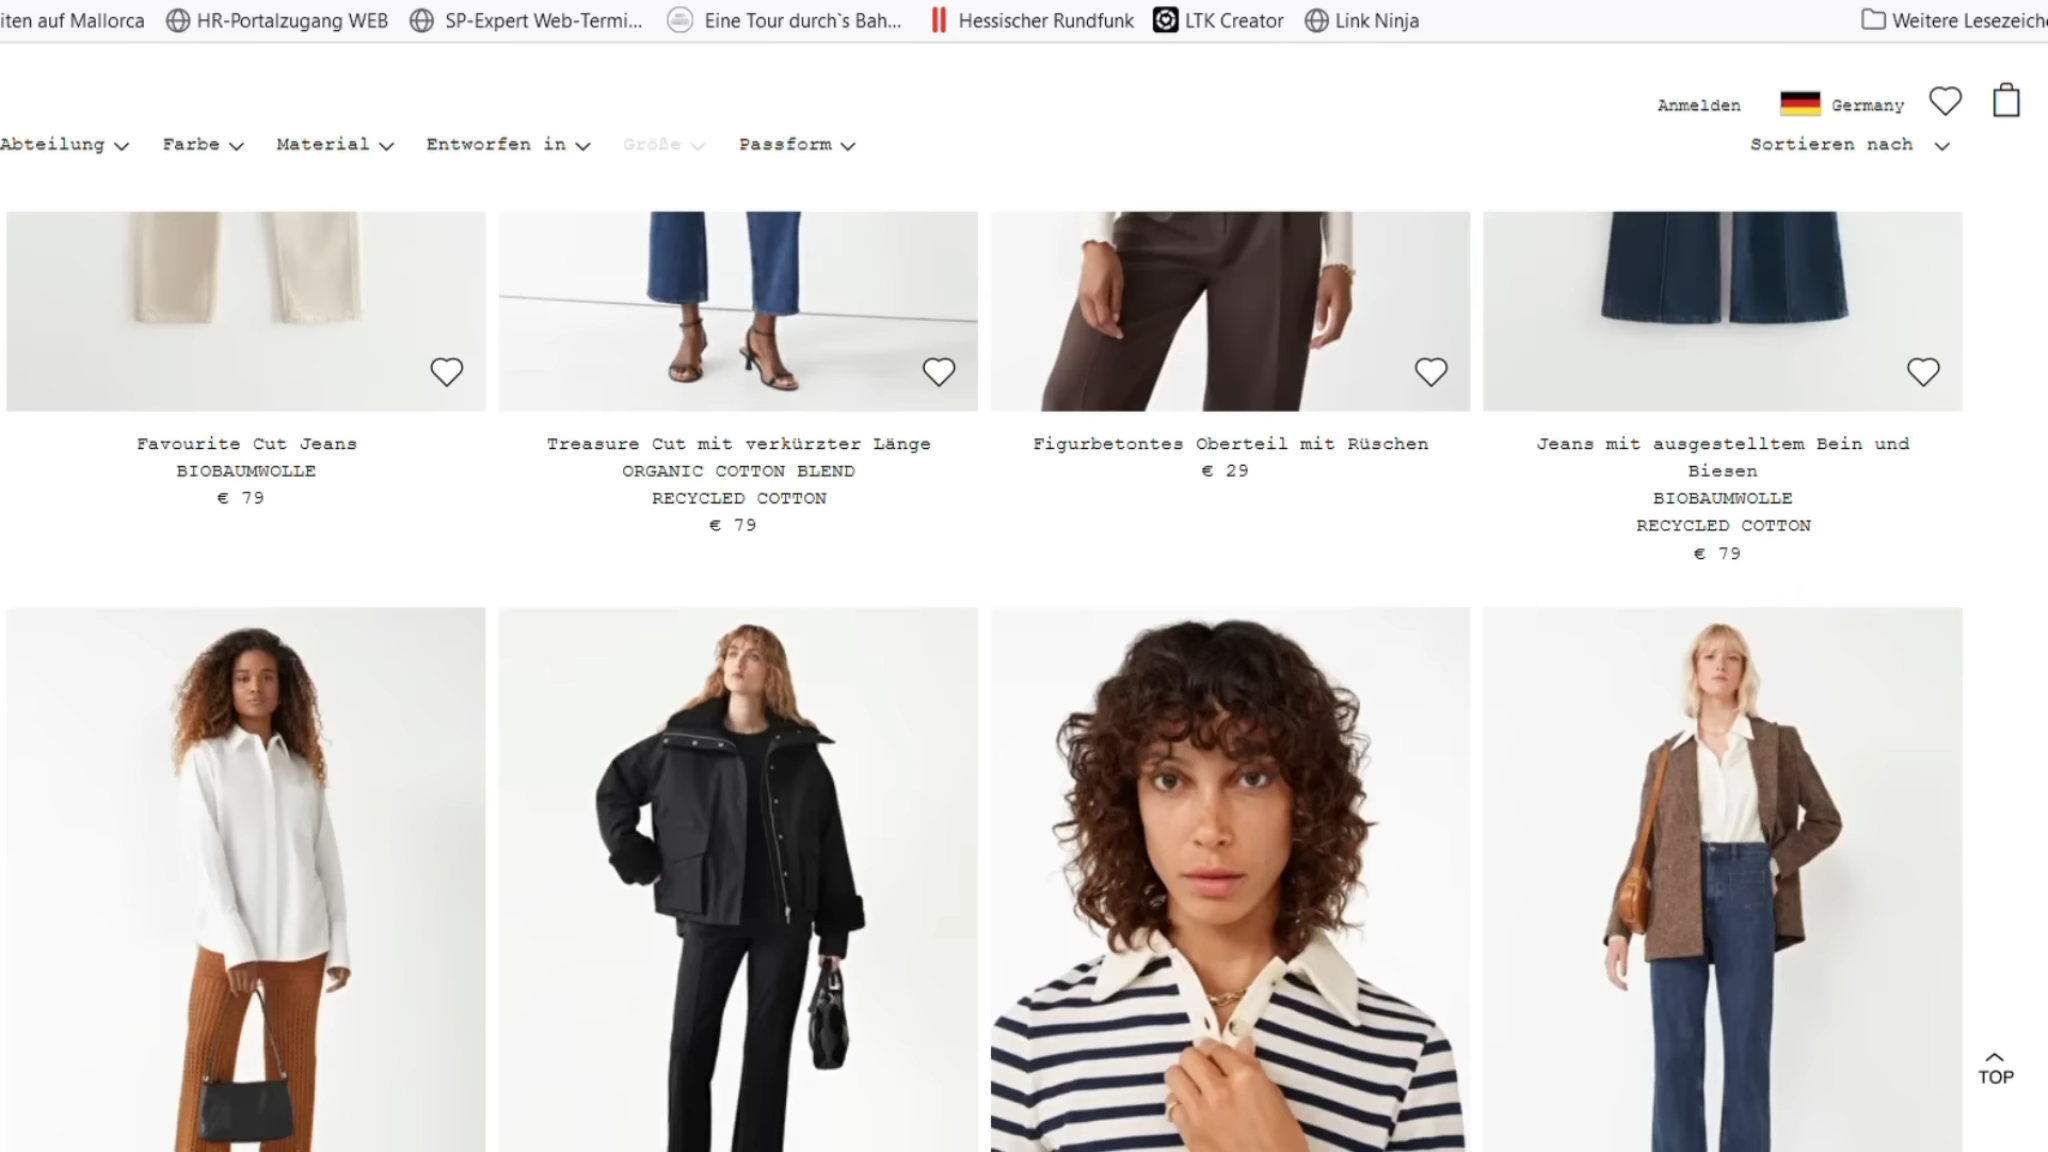 iten auf Mallorca HR-Portalzugang WEB SP-Expert Web-Termi... Eine Tour durch`s Bah... Hessischer Rundfunk LTK Creator Link Ninja Weitere Lesezeich
Anmelden Germany
Abteilung Farbe Material Entworfen in Größe Passform Sortieren nach
Favourite Cut Jeans
BIOBAUMWOLLE
€ 79
Treasure Cut mit verkürzter Länge
ORGANIC COTTON BLEND
RECYCLED COTTON
€ 79
Figurbetontes Oberteil mit Rüschen
€ 29
Jeans mit ausgestelltem Bein und
Biesen
BIOBAUMWOLLE
RECYCLED COTTON
€ 79
TOP